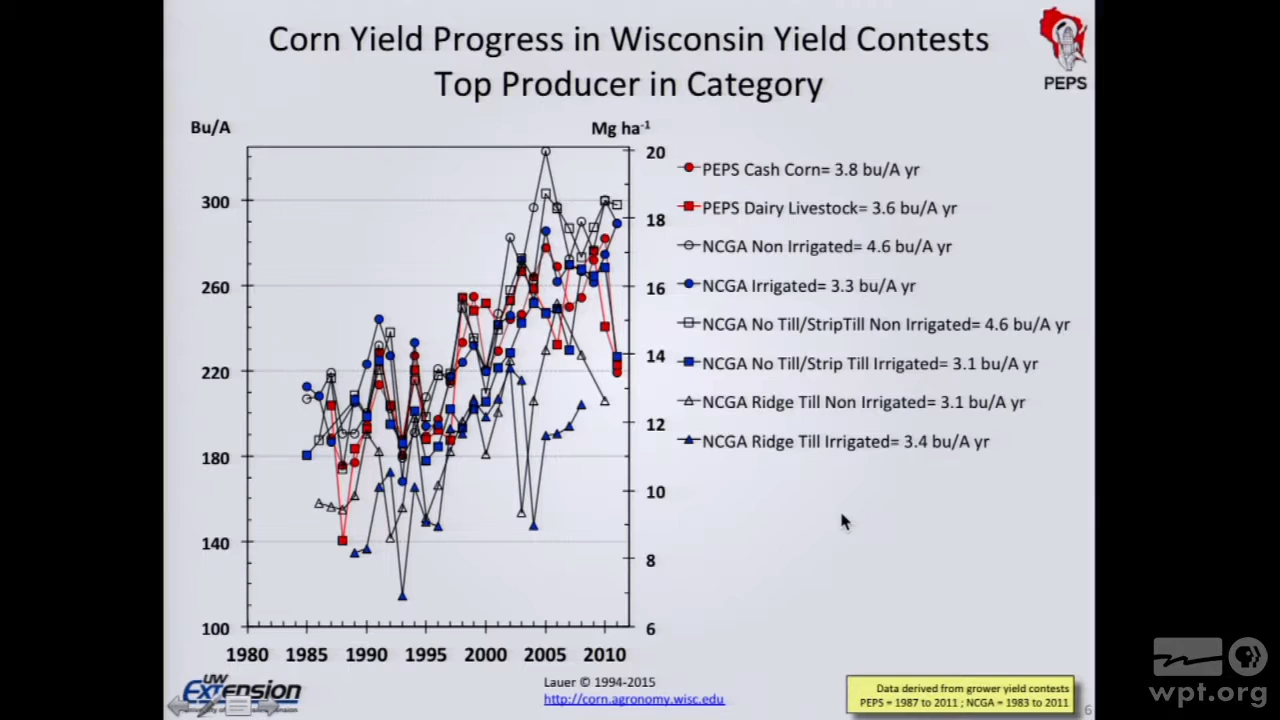 Corn Yield Progress in Wisconsin Yield Contests
Top Producer in Category
PEPS
Bu/A
Mg ha-1
300
260
220
180
140
100
20
18
16
14
12
10
8
6
1980 1985 1990 1995 2000 2005 2010
PEPS Cash Corn= 3.8 bu/A yr
PEPS Dairy Livestock= 3.6 bu/A yr
NCGA Non Irrigated= 4.6 bu/A yr
NCGA Irrigated= 3.3 bu/A yr
NCGA No Till/StripTill Non Irrigated= 4.6 bu/A yr
NCGA No Till/Strip Till Irrigated= 3.1 bu/A yr
NCGA Ridge Till Non Irrigated= 3.1 bu/A yr
NCGA Ridge Till Irrigated= 3.4 bu/A yr
UW
Extension
Lauer © 1994-2015
http://corn.agronomy.wisc.edu
Data derived from grower yield contests
PEPS = 1987 to 2011 ; NCGA = 1983 to 2011
6
PBS
wpt.org